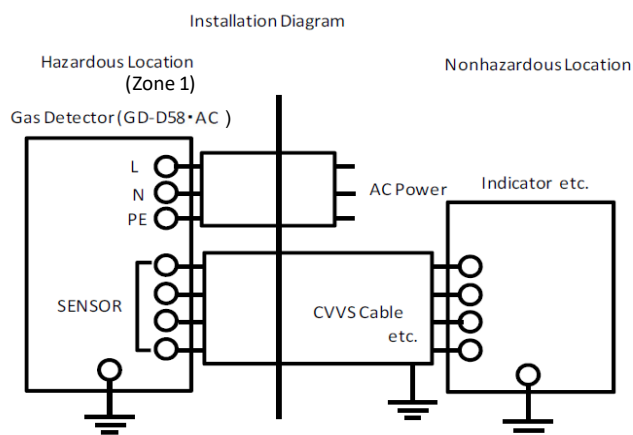 Installation Diagram
Hazardous Location
(Zone 1)
Nonhazardous Location
Gas Detector (GD-D58・AC )
L
N
PE
AC Power
Indicator etc.
SENSOR
CVVS Cable
etc.